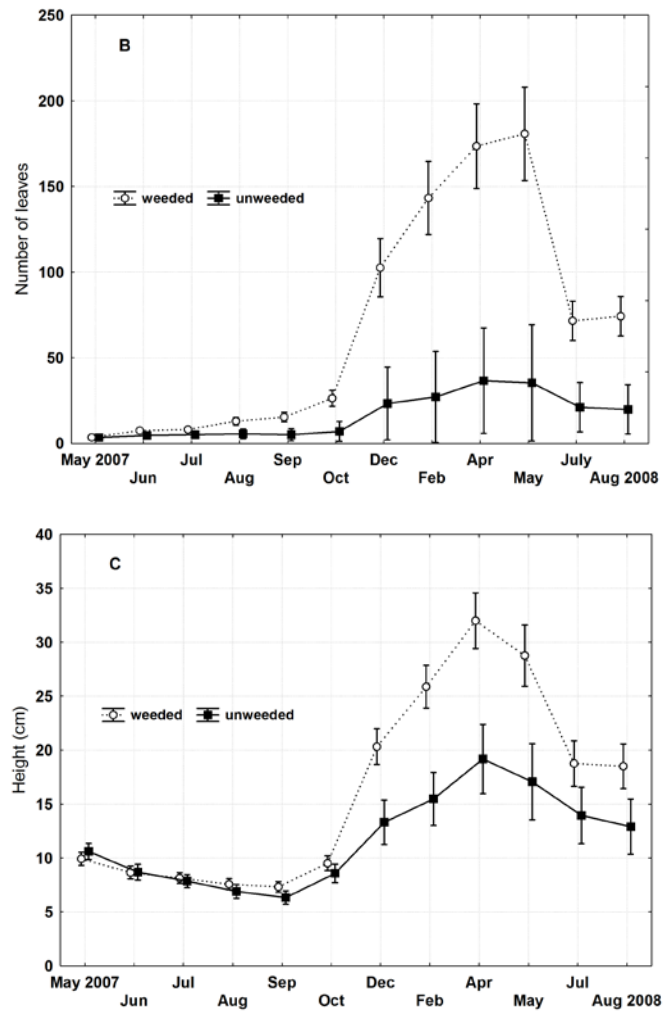 250
B
200
150
weeded unweeded
100
50
0
Number of leaves
May 2007 Jul Sep Dec Apr July
Jun Aug Oct Feb May Aug 2008
40
C
35
30
25
weeded unweeded
20
15
10
5
0
Height (cm)
May 2007 Jul Sep Dec Apr Jul
Jun Aug Oct Feb May Aug 2008